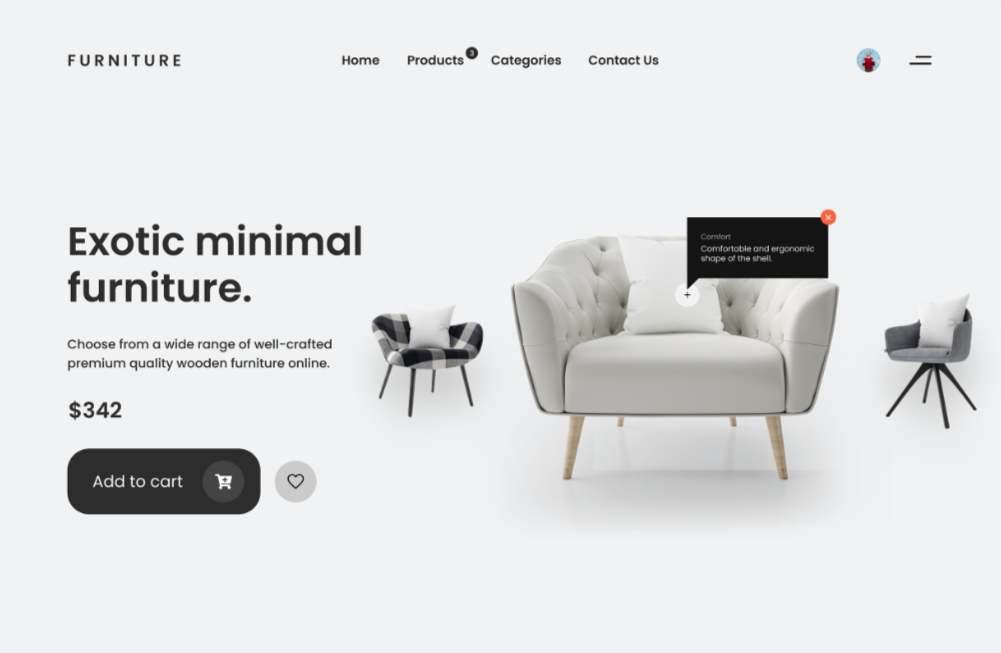 FURNITURE
Home
Products
3
Categories
Contact Us
Exotic minimal
furniture.
Choose from a wide range of well-crafted
premium quality wooden furniture online.
$342
Add to cart
Comfort
Comfortable and ergonomic
shape of the shell.